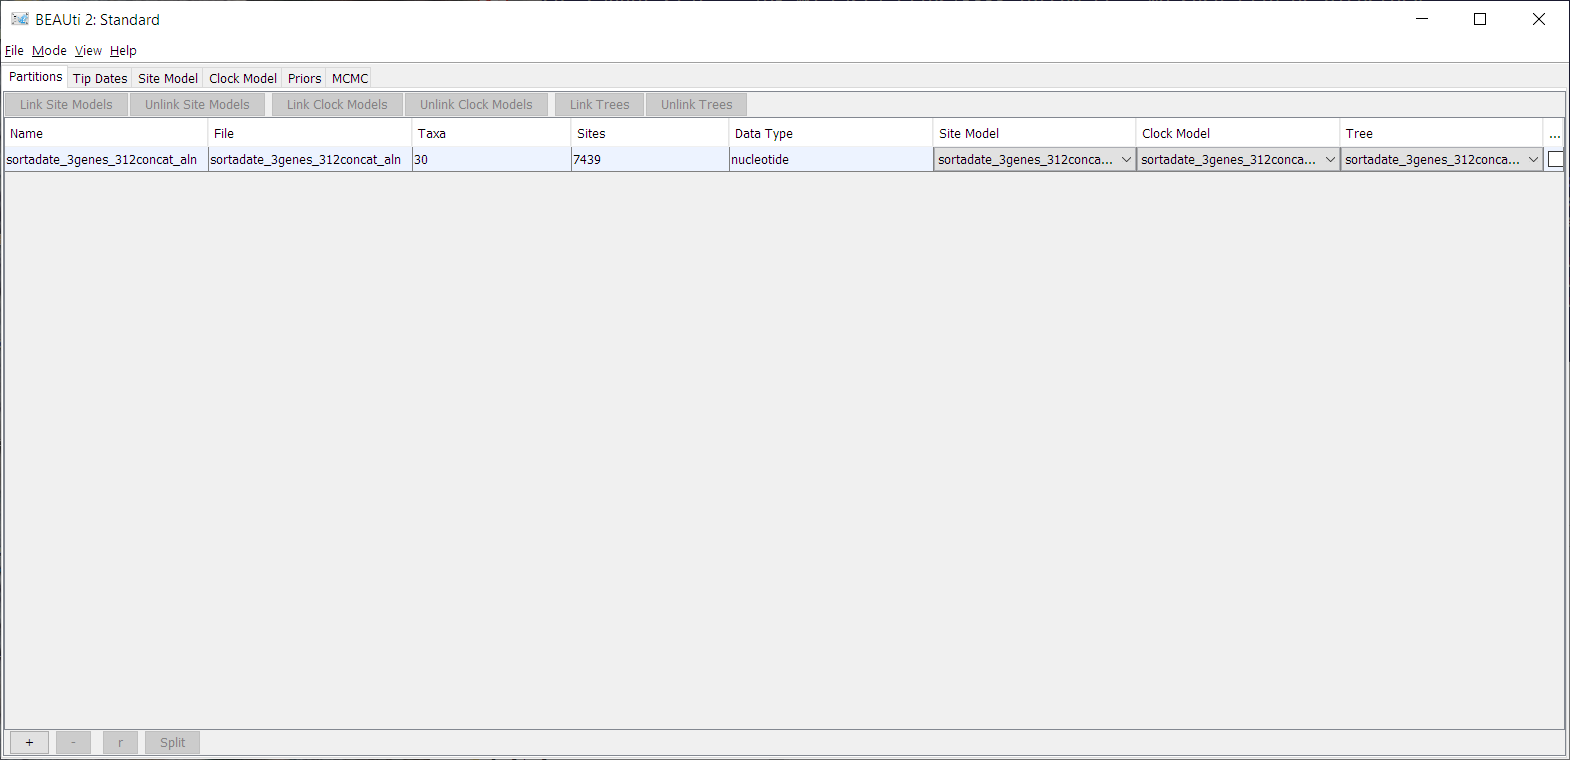 BEAUti 2: Standard
File Mode View Help
Partitions Tip Dates Site Model Clock Model Priors MCMC
Link Site Models Unlink Site Models Link Clock Models Unlink Clock Models Link Trees Unlink Trees
Name File Taxa Sites Data Type Site Model Clock Model Tree ...
sortadate_3genes_312concat_aln sortadate_3genes_312concat_aln 30 7439 nucleotide sortadate_3genes_312conca... sortadate_3genes_312conca... sortadate_3genes_312conca...
+ - r Split